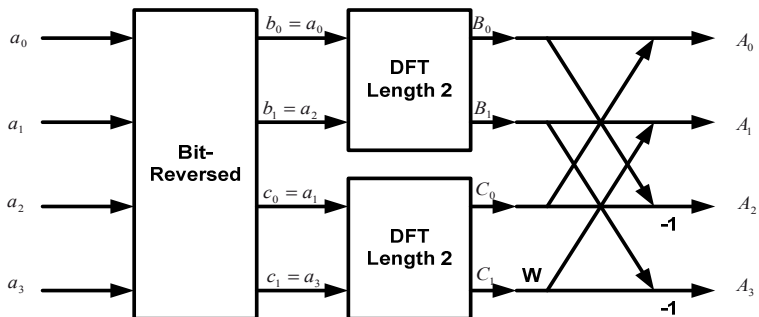 a₀
b₀ = a₀
B₀
A₀
DFT
Length 2
a₁
b₁ = a₂
B₁
A₁
Bit-
Reversed
a₂
c₀ = a₁
C₀
A₂
-1
DFT
Length 2
a₃
c₁ = a₃
C₁
W
A₃
-1